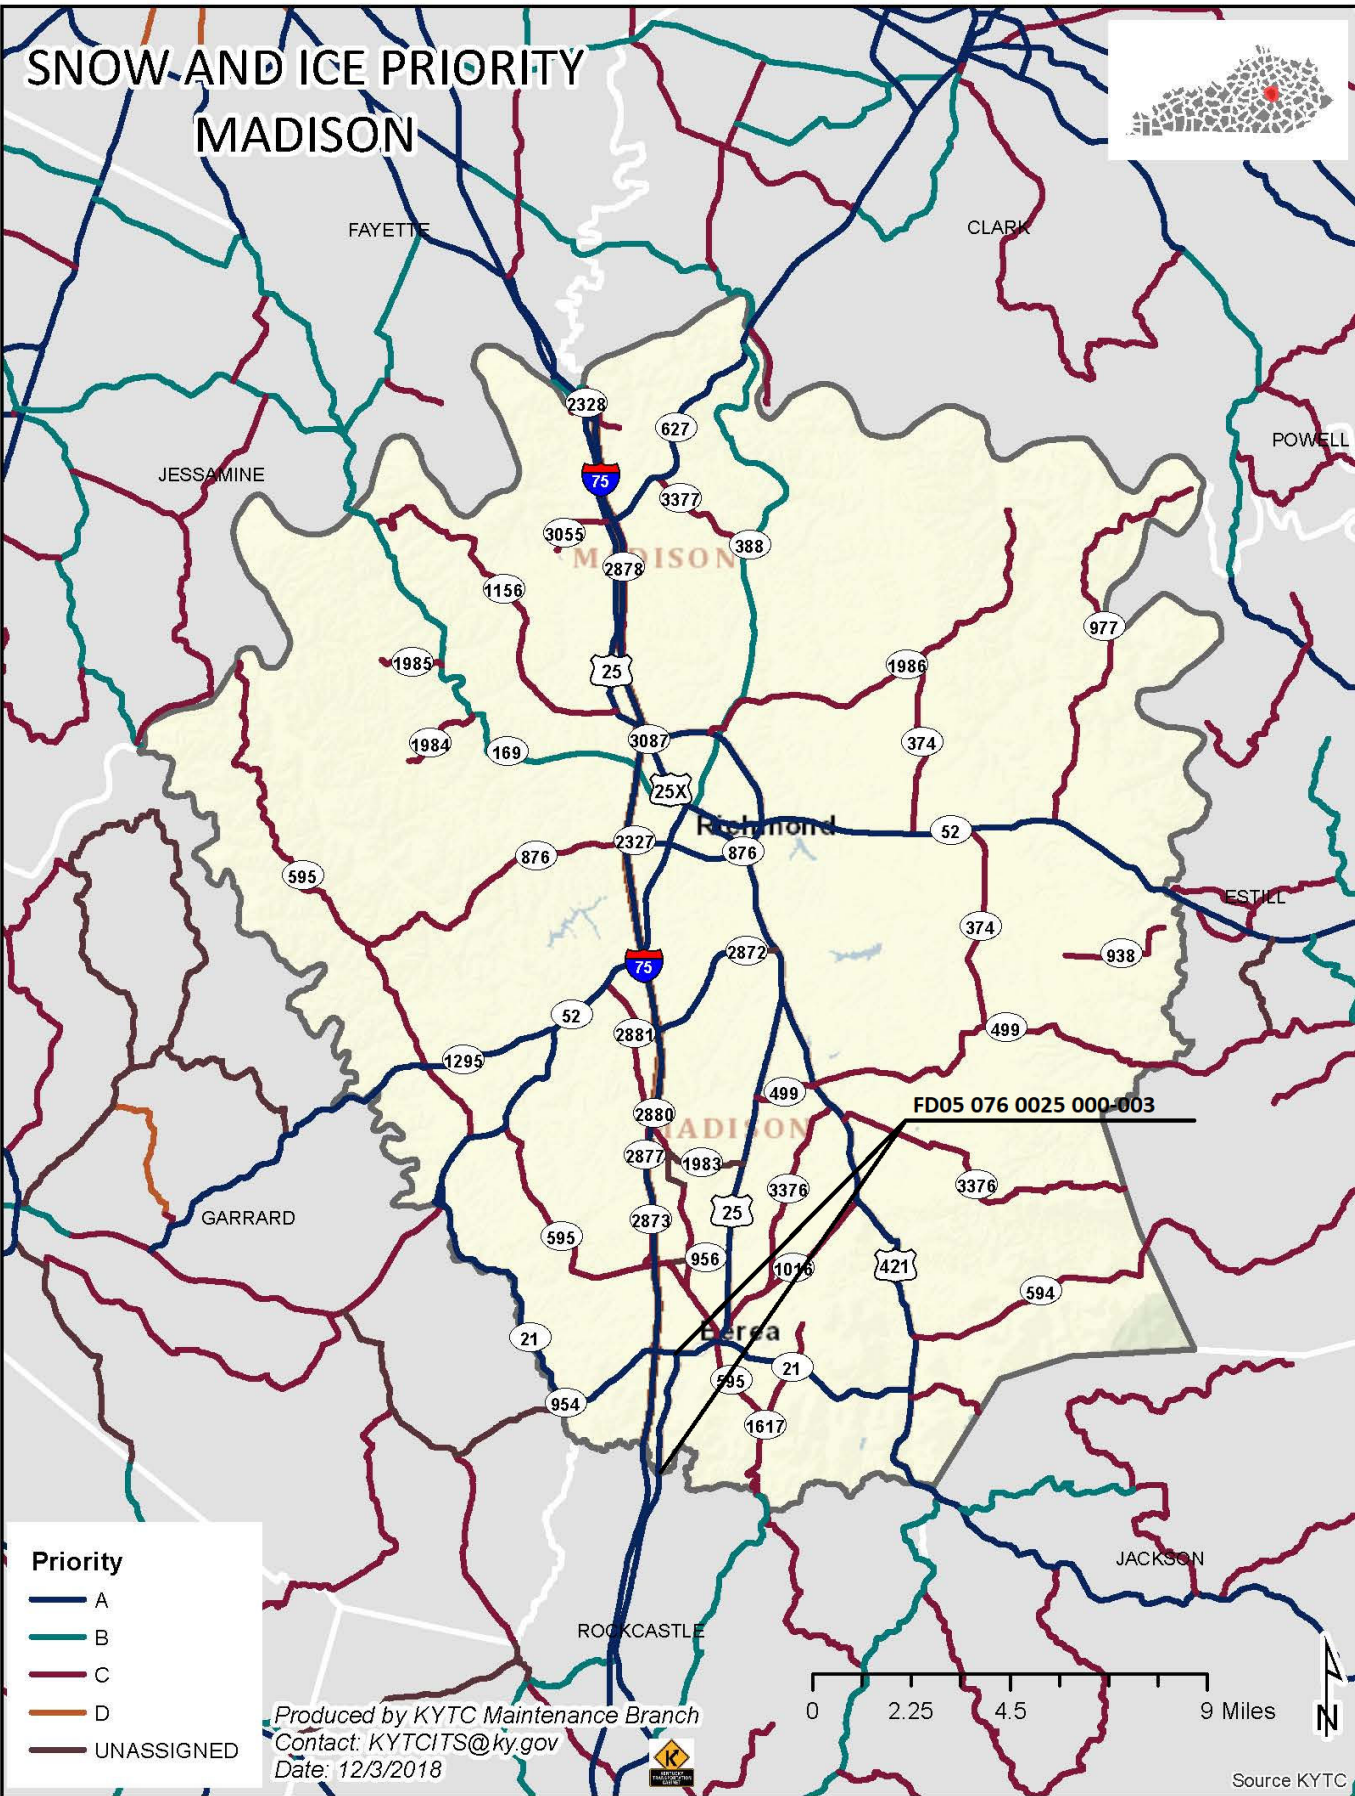 SNOW AND ICE PRIORITY
MADISON
FAYETTE
CLARK
POWELL
JESSAMINE
2328
627
75
3377
3055
388
MADISON
2878
1156
977
1985
25
1986
1984
169
3087
374
25X
Richmond
52
2327
876
876
595
ESTILL
374
2872
938
75
52
499
2881
1295
499
FD05 076 0025 000-003
2880
MADISON
2877
1983
3376
3376
GARRARD
25
2873
595
956
1016
421
594
21
Berea
21
595
954
1617
JACKSON
ROCKCASTLE
Priority
A
B
C
D
UNASSIGNED
Produced by KYTC Maintenance Branch
Contact: KYTCITS@ky.gov
Date: 12/3/2018
KENTUCKY
TRANSPORTATION
CABINET
0 2.25 4.5 9 Miles
N
Source KYTC